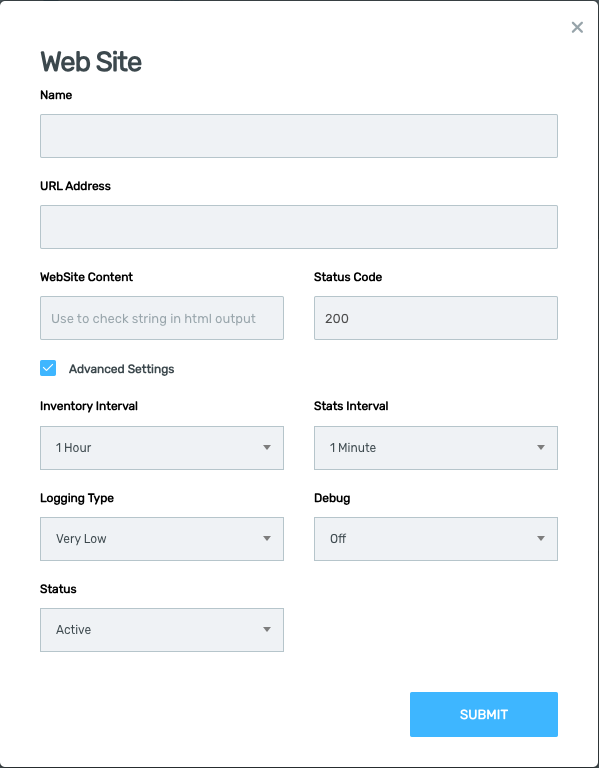 Web Site
Name
URL Address
WebSite Content
Status Code
Use to check string in html output
200
Advanced Settings
Inventory Interval
Stats Interval
1 Hour
1 Minute
Logging Type
Debug
Very Low
Off
Status
Active
SUBMIT